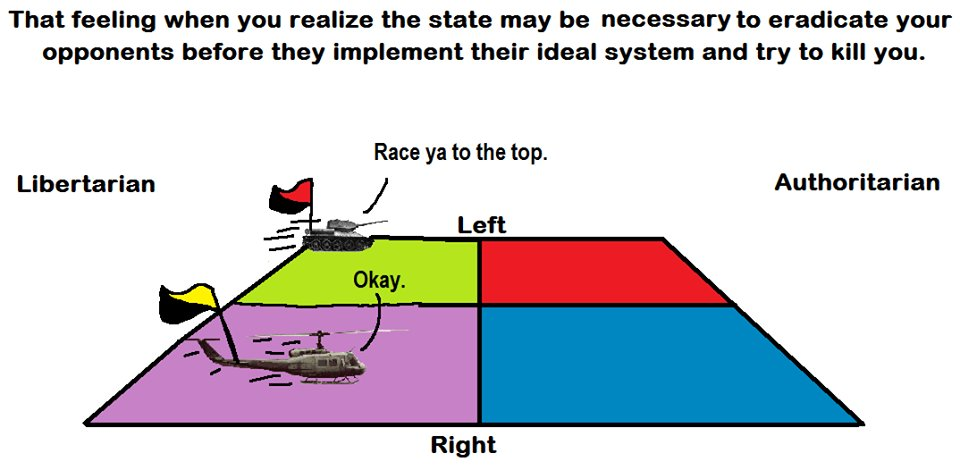 That feeling when you realize the state may be necessary to eradicate your
opponents before they implement their ideal system and try to kill you.
Race ya to the top.
Libertarian
Authoritarian
Left
Okay.
Right